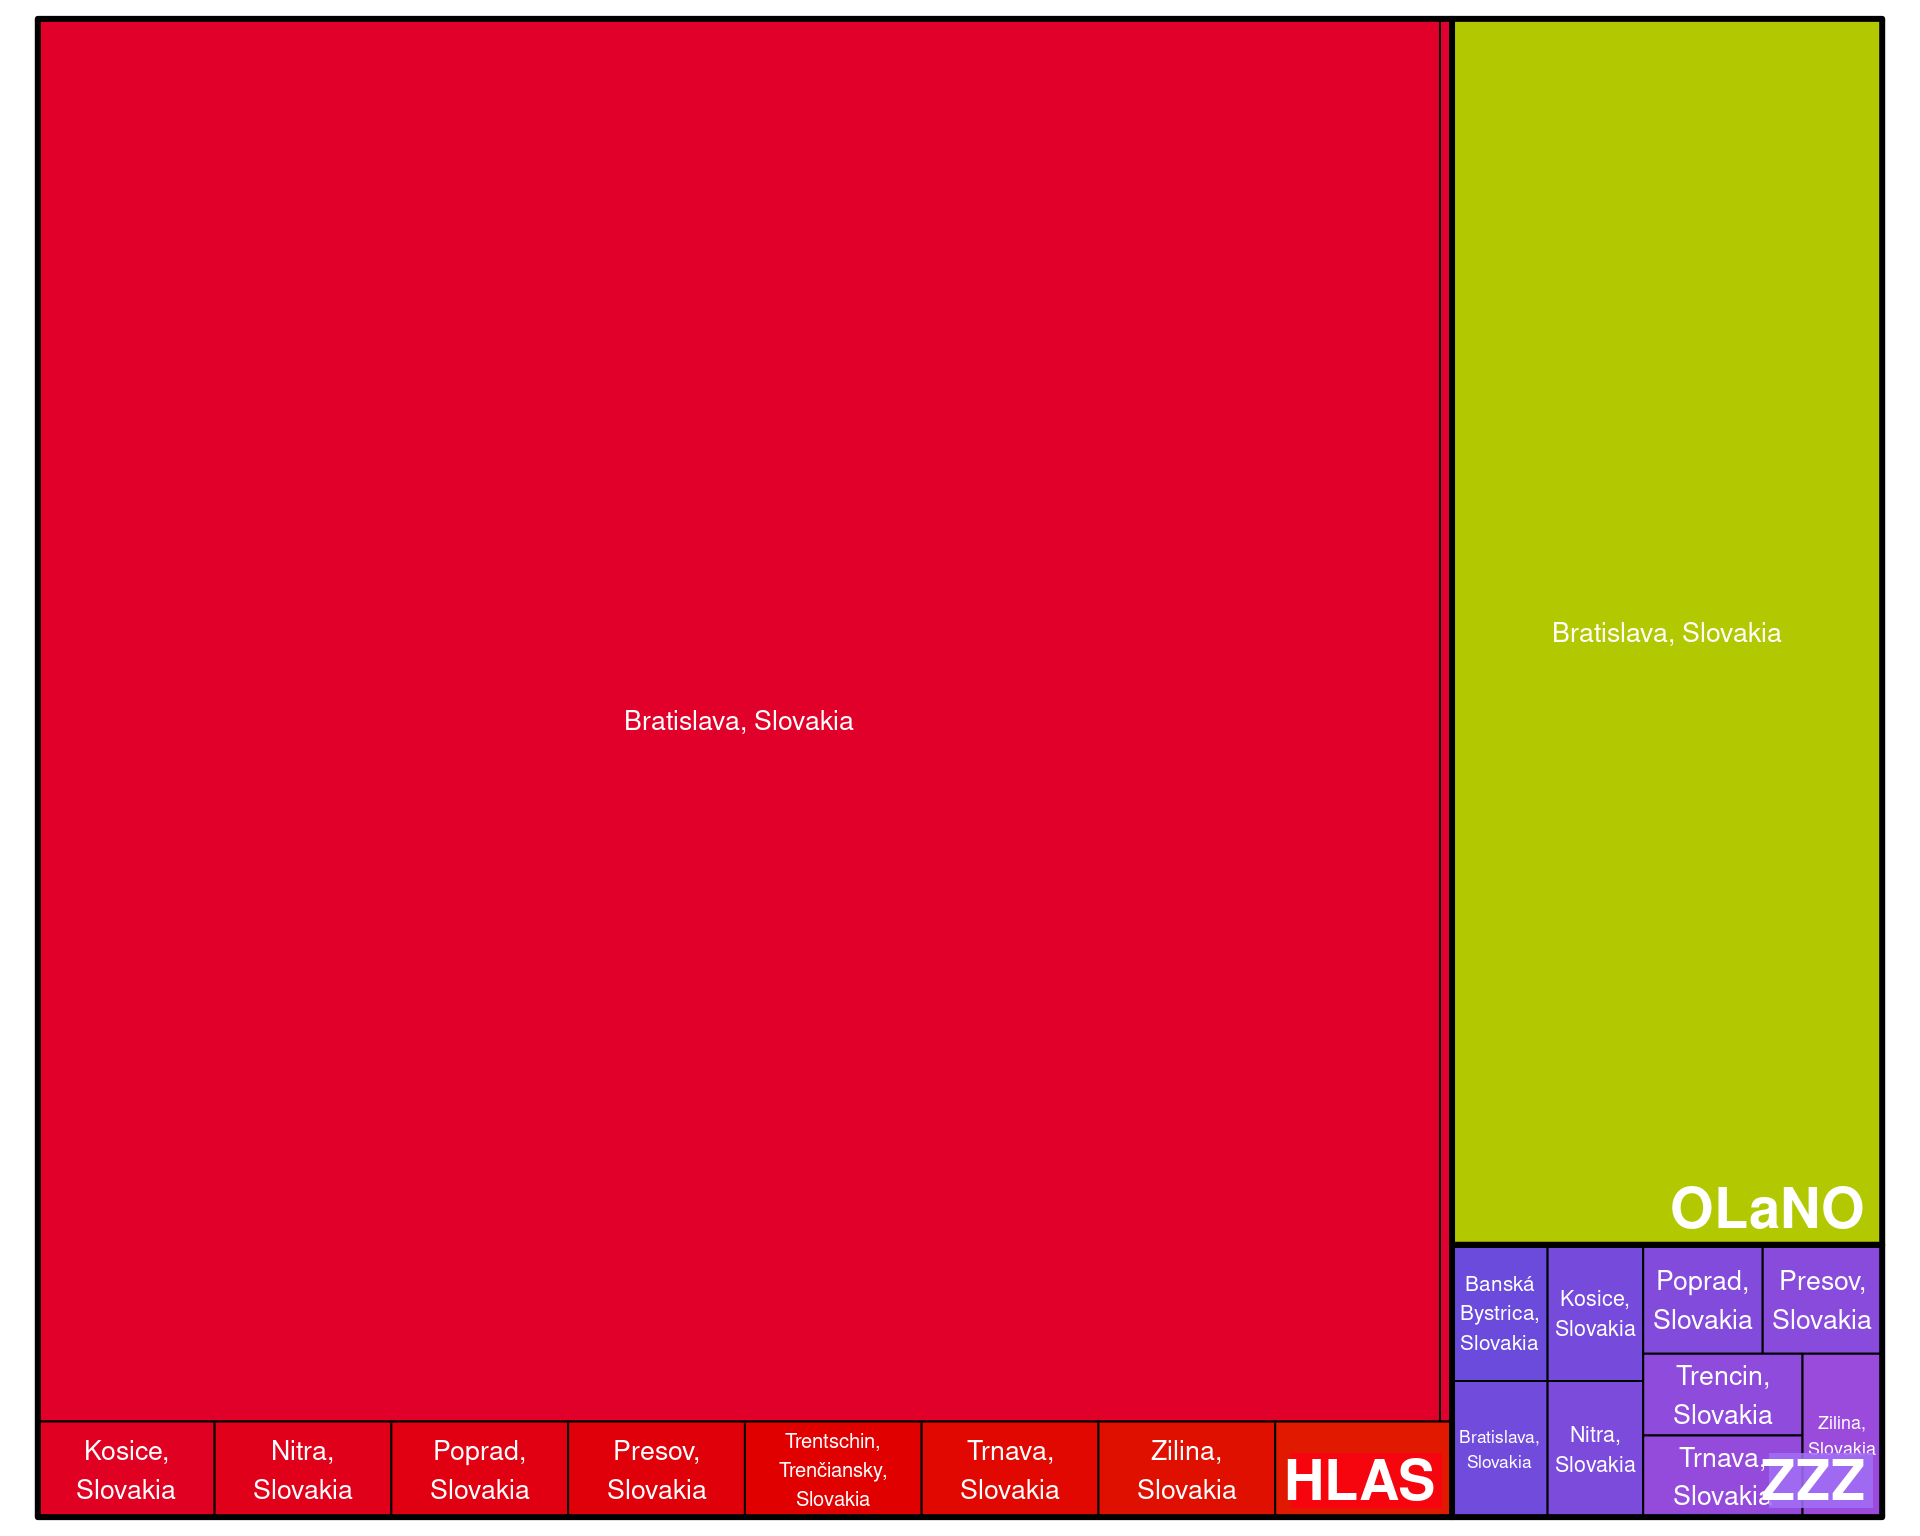 Bratislava, Slovakia
Kosice,
Slovakia
Nitra,
Slovakia
Poprad,
Slovakia
Presov,
Slovakia
Trentschin,
Trenčiansky,
Slovakia
Trnava,
Slovakia
Zilina,
Slovakia
HLAS
Bratislava, Slovakia
OLaNO
Banská
Bystrica,
Slovakia
Kosice,
Slovakia
Poprad,
Slovakia
Presov,
Slovakia
Bratislava,
Slovakia
Nitra,
Slovakia
Trencin,
Slovakia
Trnava,
Slovakia
Zilina,
Slovakia
ZZZ